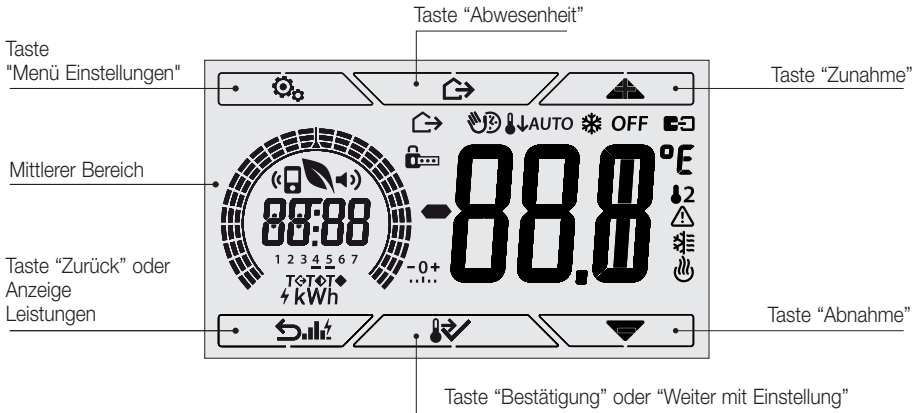 Taste “Abwesenheit”
Taste
"Menü Einstellungen"
Taste “Zunahme”
AUTO OFF
Mittlerer Bereich
88:88
88.8
°E
2
1 2 3 4 5 6 7
- 0 +
T T T
kWh
Taste “Zurück” oder
Anzeige
Leistungen
Taste “Abnahme”
Taste “Bestätigung” oder “Weiter mit Einstellung”